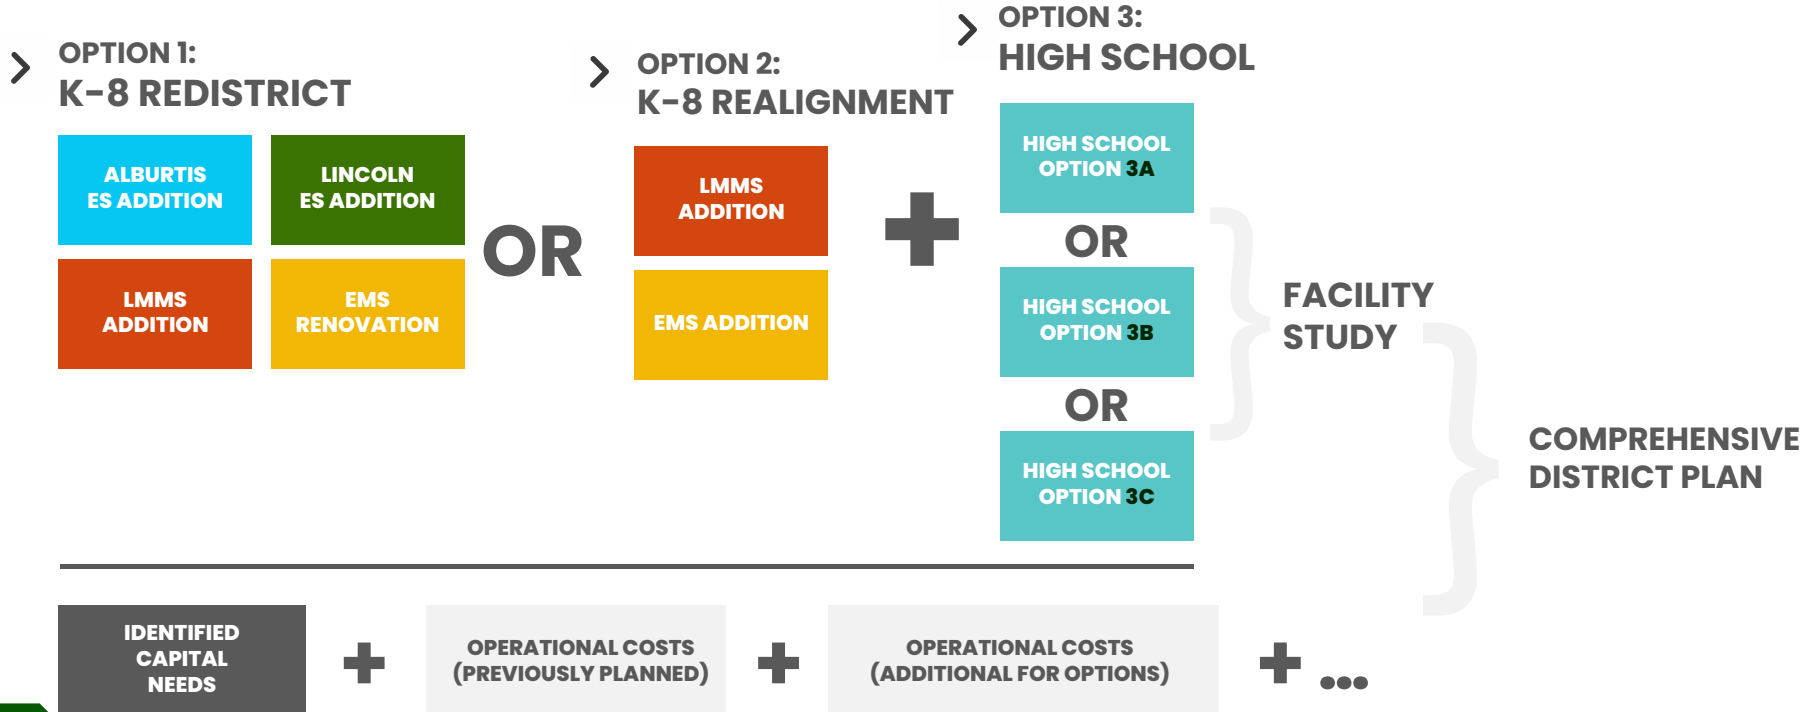 OPTION 1:
K-8 REDISTRICT
ALBURTIS
ES ADDITION
LINCOLN
ES ADDITION
LMMS
ADDITION
EMS
RENOVATION
OR
OPTION 2:
K-8 REALIGNMENT
LMMS
ADDITION
EMS ADDITION
+
OPTION 3:
HIGH SCHOOL
HIGH SCHOOL
OPTION 3A
OR
HIGH SCHOOL
OPTION 3B
OR
HIGH SCHOOL
OPTION 3C
FACILITY
STUDY
COMPREHENSIVE
DISTRICT PLAN
IDENTIFIED
CAPITAL
NEEDS
+
OPERATIONAL COSTS
(PREVIOUSLY PLANNED)
+
OPERATIONAL COSTS
(ADDITIONAL FOR OPTIONS)
+ ...